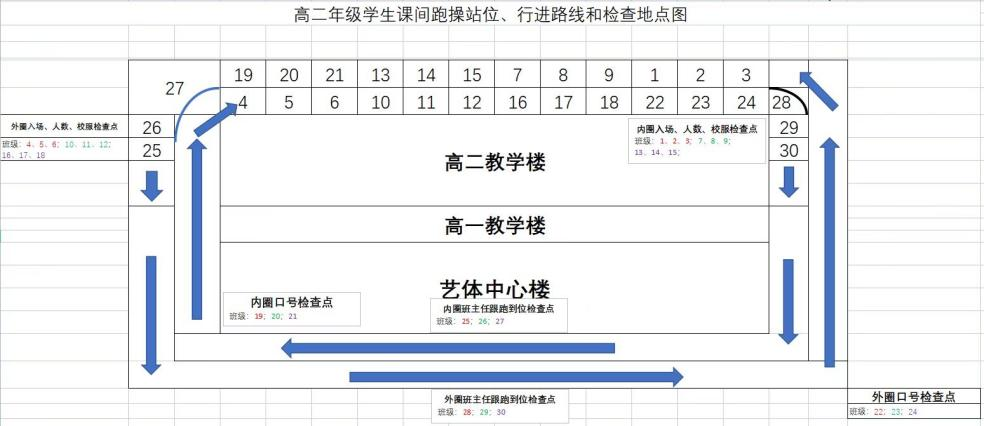 高二年级学生课间跑操站位、行进路线和检查地点图
27 19 20 21 13 14 15 7 8 9 1 2 3
4 5 6 10 11 12 16 17 18 22 23 24 28
外圈入场、人数、校服检查点
班级：4、5、6；10、11、12；
16、17、18
26
25
内圈入场、人数、校服检查点
班级：1、2、3；7、8、9；
13、14、15；
29
30
高二教学楼
高一教学楼
艺体中心楼
内圈口号检查点
班级：19；20；21
内圈班主任跟跑到位检查点
班级：25；26；27
外圈班主任跟跑到位检查点
班级：28；29；30
外圈口号检查点
班级：22；23；24